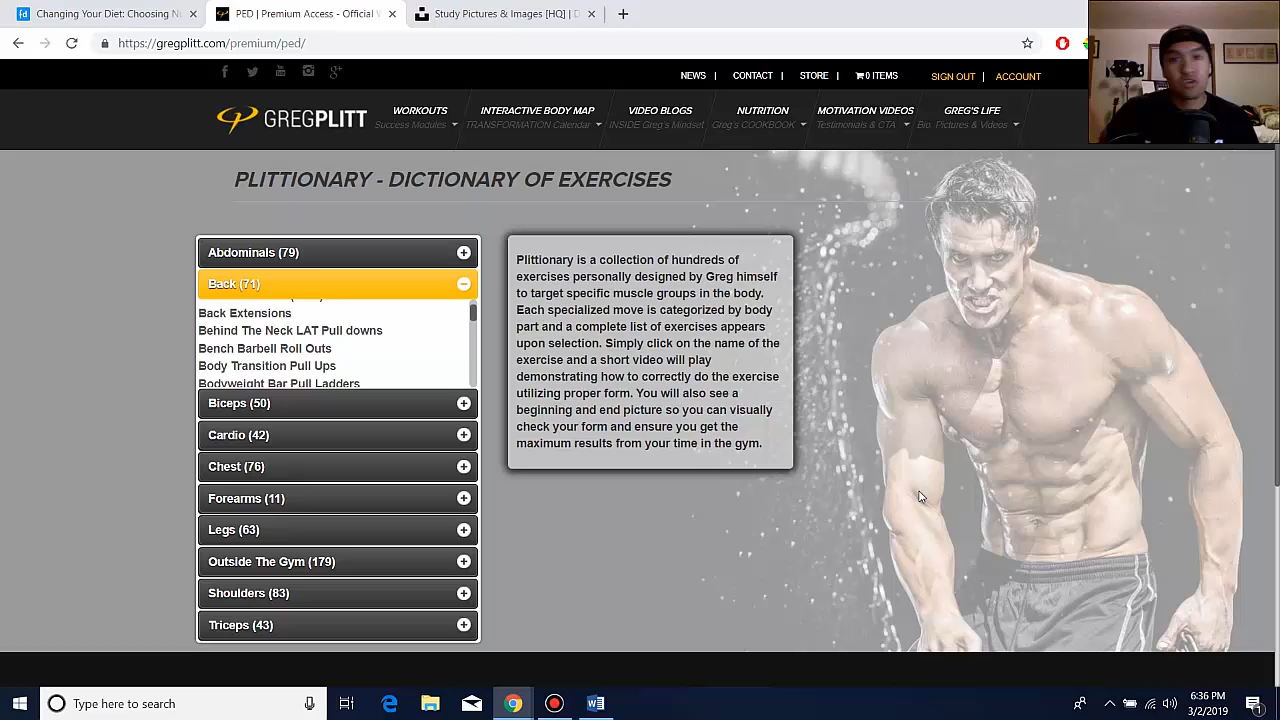 Changing Your Diet: Choosing N
PED | Premium Access - Official
Study Pictures & Images [HQ] | D
https://gregplitt.com/premium/ped/
NEWS | CONTACT | STORE | 0 ITEMS
SIGN OUT | ACCOUNT
GREGPLITT
WORKOUTS
Success Modules
INTERACTIVE BODY MAP
TRANSFORMATION Calendar
VIDEO BLOGS
INSIDE Greg's Mindset
NUTRITION
Greg's COOKBOOK
MOTIVATION VIDEOS
Testimonials & CTA
GREG'S LIFE
Bio, Pictures & Videos
PLITTIONARY - DICTIONARY OF EXERCISES
Abdominals (79)
Back (71)
Back Extensions
Behind The Neck LAT Pull downs
Bench Barbell Roll Outs
Body Transition Pull Ups
Bodyweight Bar Pull Ladders
Biceps (50)
Cardio (42)
Chest (76)
Forearms (11)
Legs (63)
Outside The Gym (179)
Shoulders (83)
Triceps (43)
Plittionary is a collection of hundreds of
exercises personally designed by Greg himself
to target specific muscle groups in the body.
Each specialized move is categorized by body
part and a complete list of exercises appears
upon selection. Simply click on the name of the
exercise and a short video will play
demonstrating how to correctly do the exercise
utilizing proper form. You will also see a
beginning and end picture so you can visually
check your form and ensure you get the
maximum results from your time in the gym.
Type here to search
6:36 PM
3/2/2019